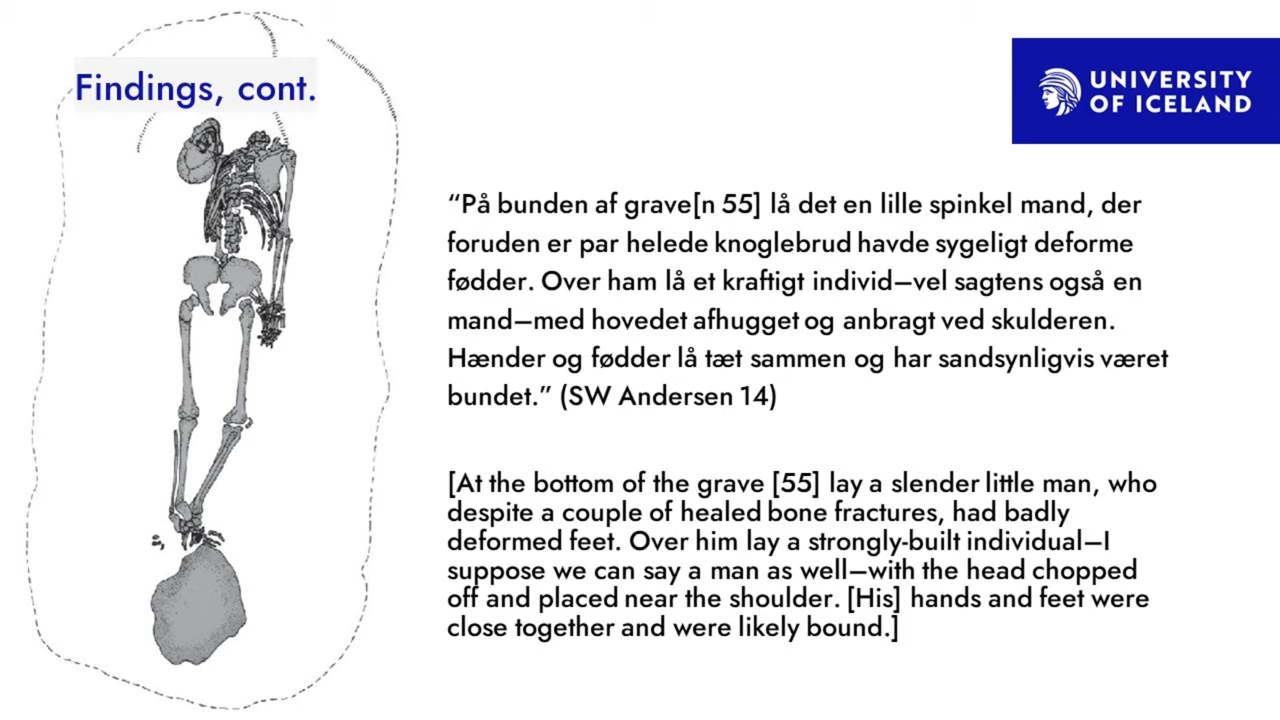 Findings, cont.
UNIVERSITY
OF ICELAND
“På bunden af grave[n 55] lå det en lille spinkel mand, der
foruden er par helede knoglebrud havde sygeligt deforme
fødder. Over ham lå et kraftigt individ—vel sagtens også en
mand—med hovedet afhugget og anbragt ved skulderen.
Hænder og fødder lå tæt sammen og har sandsynligvis været
bundet.” (SW Andersen 14)
[At the bottom of the grave [55] lay a slender little man, who
despite a couple of healed bone fractures, had badly
deformed feet. Over him lay a strongly-built individual—I
suppose we can say a man as well—with the head chopped
off and placed near the shoulder. [His] hands and feet were
close together and were likely bound.]